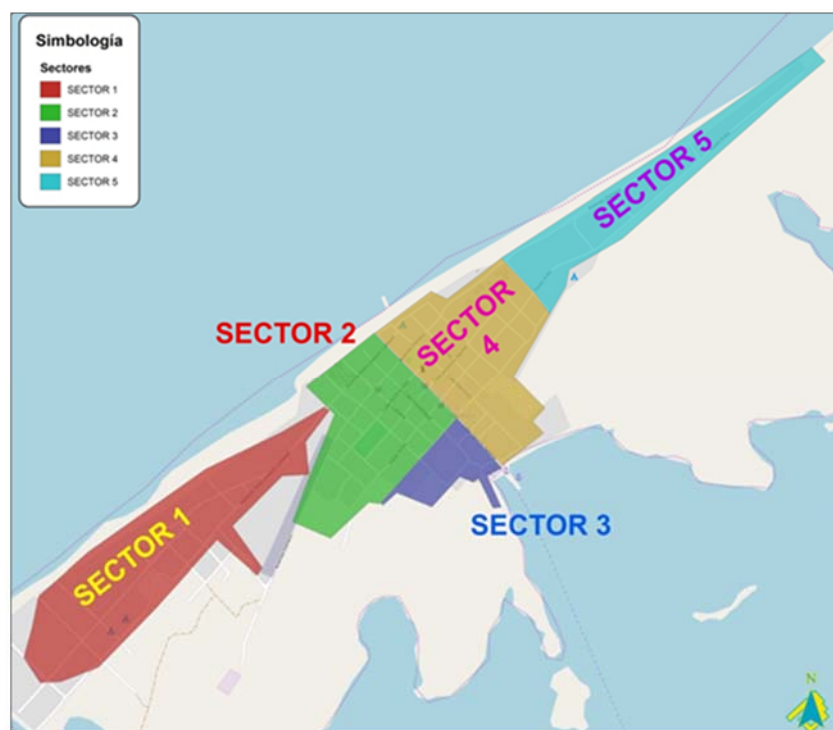 Simbología
Sectores
SECTOR 1
SECTOR 2
SECTOR 3
SECTOR 4
SECTOR 5
SECTOR 5
SECTOR
4
SECTOR 2
SECTOR 3
SECTOR 1
N